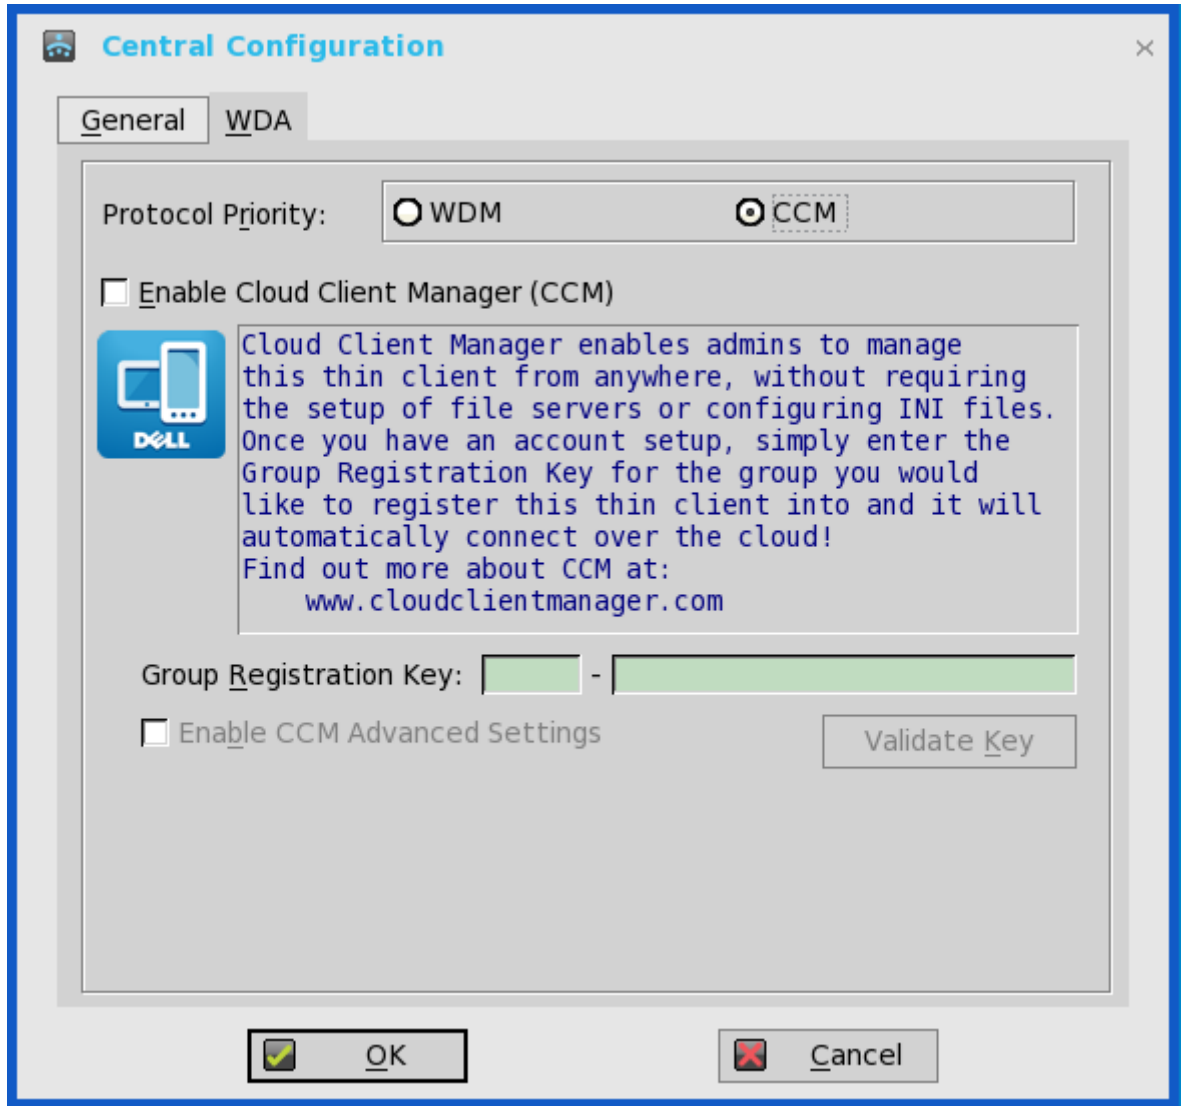 Central Configuration
General WDA
Protocol Priority: WDM CCM
Enable Cloud Client Manager (CCM)
DELL
Cloud Client Manager enables admins to manage
this thin client from anywhere, without requiring
the setup of file servers or configuring INI files.
Once you have an account setup, simply enter the
Group Registration Key for the group you would
like to register this thin client into and it will
automatically connect over the cloud!
Find out more about CCM at:
www.cloudclientmanager.com
Group Registration Key: -
Enable CCM Advanced Settings Validate Key
OK Cancel